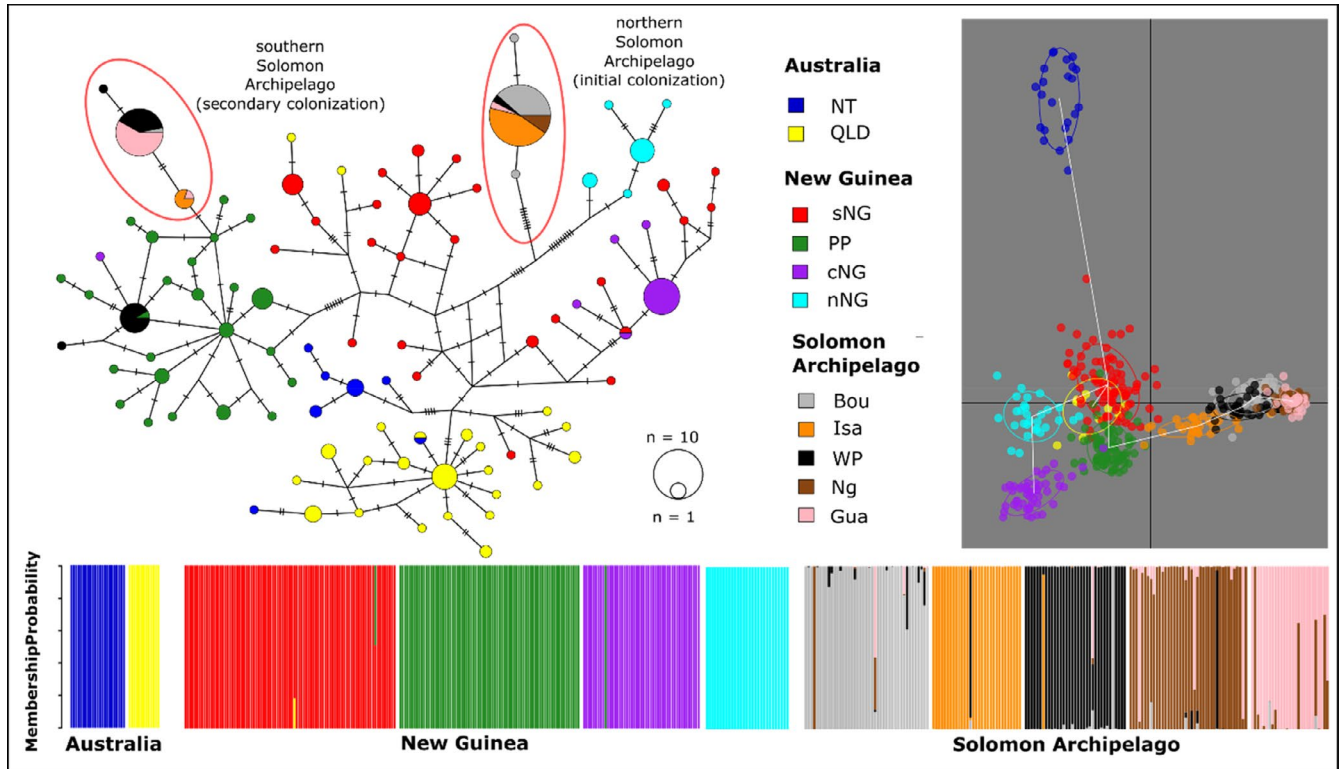 southern
Solomon
Archipelago
(secondary colonization)
northern
Solomon
Archipelago
(initial colonization)
Australia
NT
QLD
New Guinea
sNG
PP
cNG
nNG
Solomon
Archipelago
Bou
Isa
WP
Ng
Gua
n = 10
n = 1
MembershipProbability
Australia
New Guinea
Solomon Archipelago